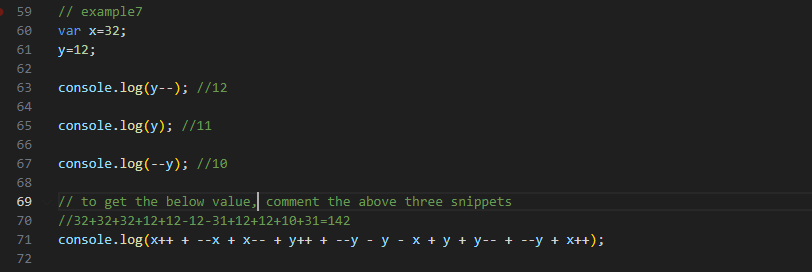 59 // example7
60 var x=32;
61 y=12;
62
63 console.log(y--); //12
64
65 console.log(y); //11
66
67 console.log(--y); //10
68
69 // to get the below value, comment the above three snippets
70 //32+32+32+12+12-12-31+12+12+10+31=142
71 console.log(x++ + --x + x-- + y++ + --y - y - x + y + y-- + --y + x++);
72